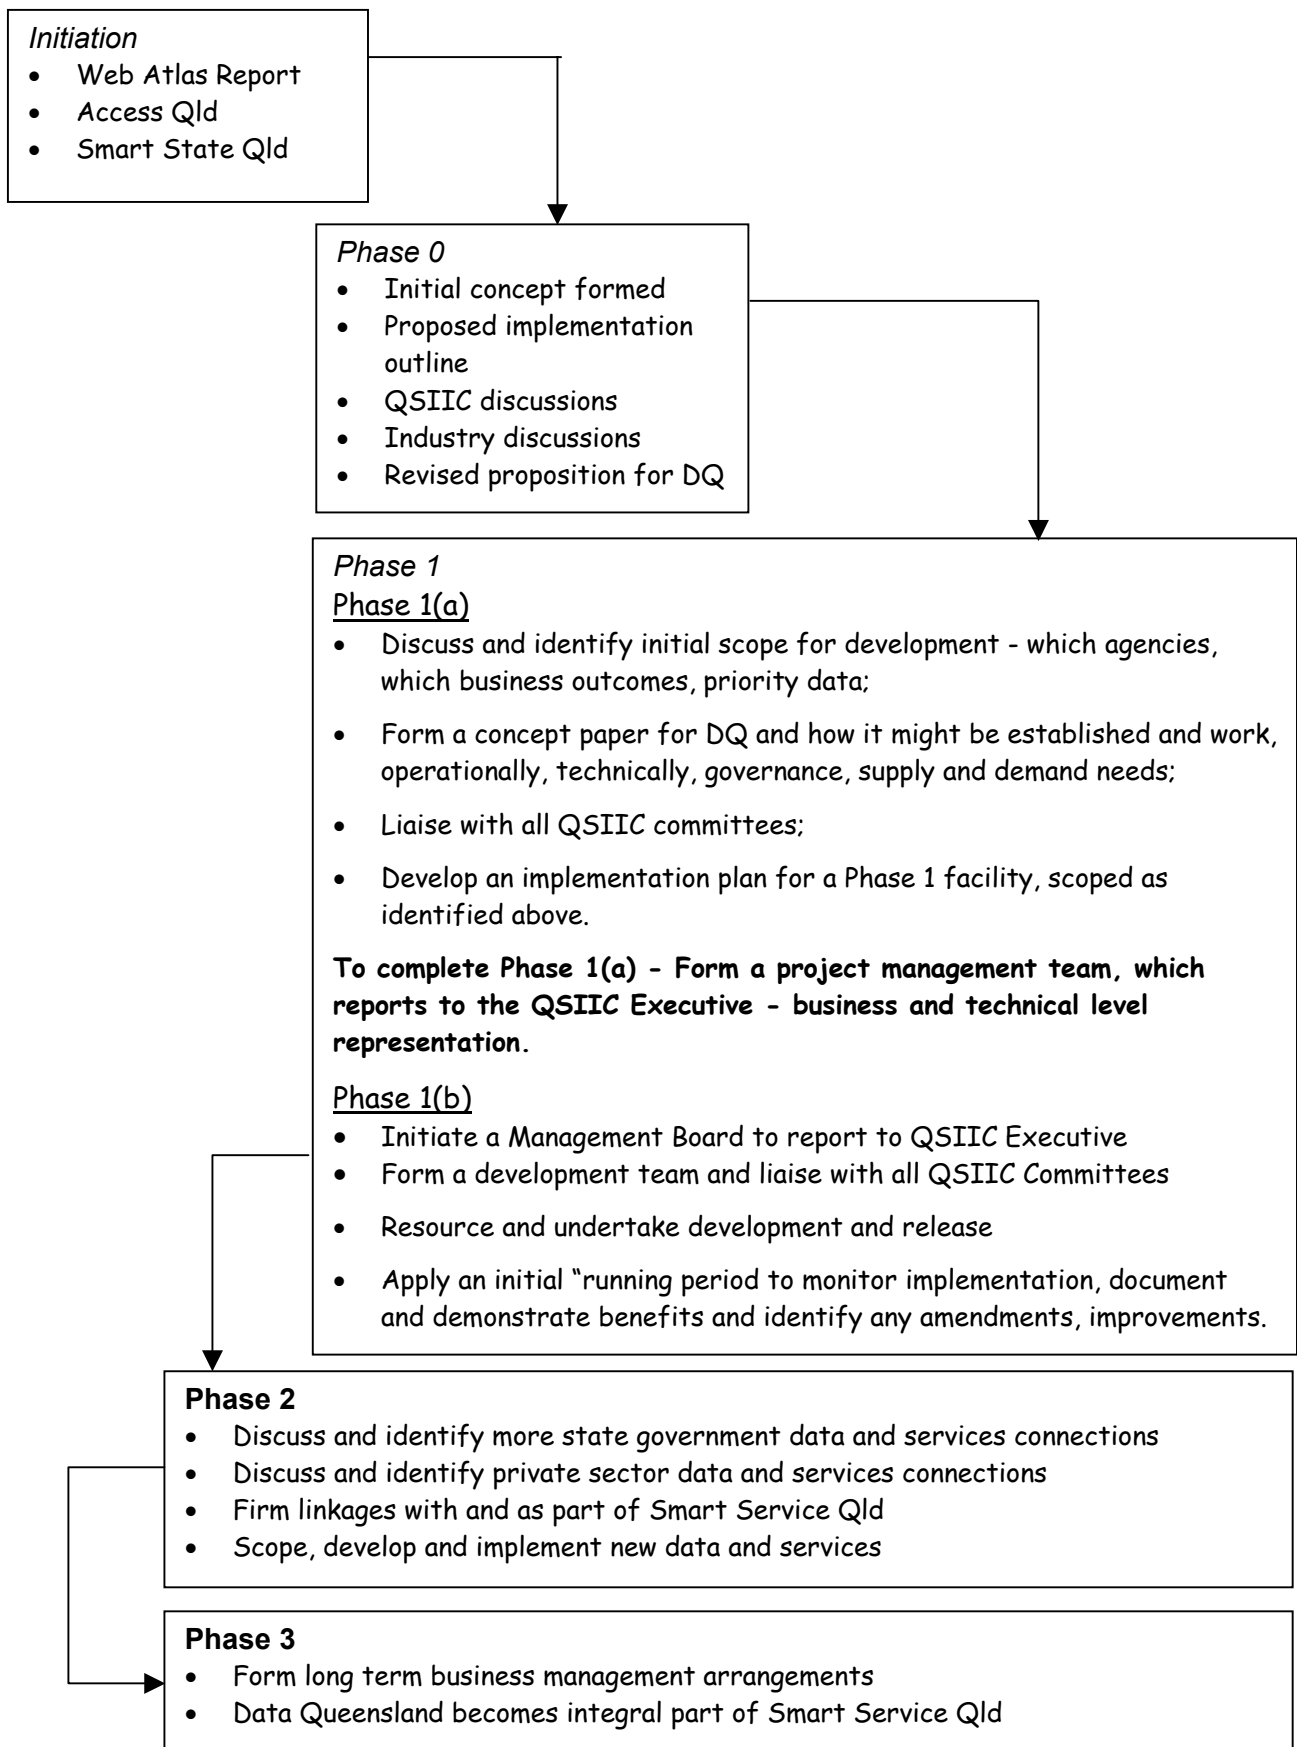 Initiation
• Web Atlas Report
• Access Qld
• Smart State Qld
Phase 0
• Initial concept formed
• Proposed implementation
outline
• QSIIC discussions
• Industry discussions
• Revised proposition for DQ
Phase 1
Phase 1(a)
• Discuss and identify initial scope for development - which agencies,
which business outcomes, priority data;
• Form a concept paper for DQ and how it might be established and work,
operationally, technically, governance, supply and demand needs;
• Liaise with all QSIIC committees;
• Develop an implementation plan for a Phase 1 facility, scoped as
identified above.
To complete Phase 1(a) - Form a project management team, which
reports to the QSIIC Executive - business and technical level
representation.
Phase 1(b)
• Initiate a Management Board to report to QSIIC Executive
• Form a development team and liaise with all QSIIC Committees
• Resource and undertake development and release
• Apply an initial “running period to monitor implementation, document
and demonstrate benefits and identify any amendments, improvements.
Phase 2
• Discuss and identify more state government data and services connections
• Discuss and identify private sector data and services connections
• Firm linkages with and as part of Smart Service Qld
• Scope, develop and implement new data and services
Phase 3
• Form long term business management arrangements
• Data Queensland becomes integral part of Smart Service Qld